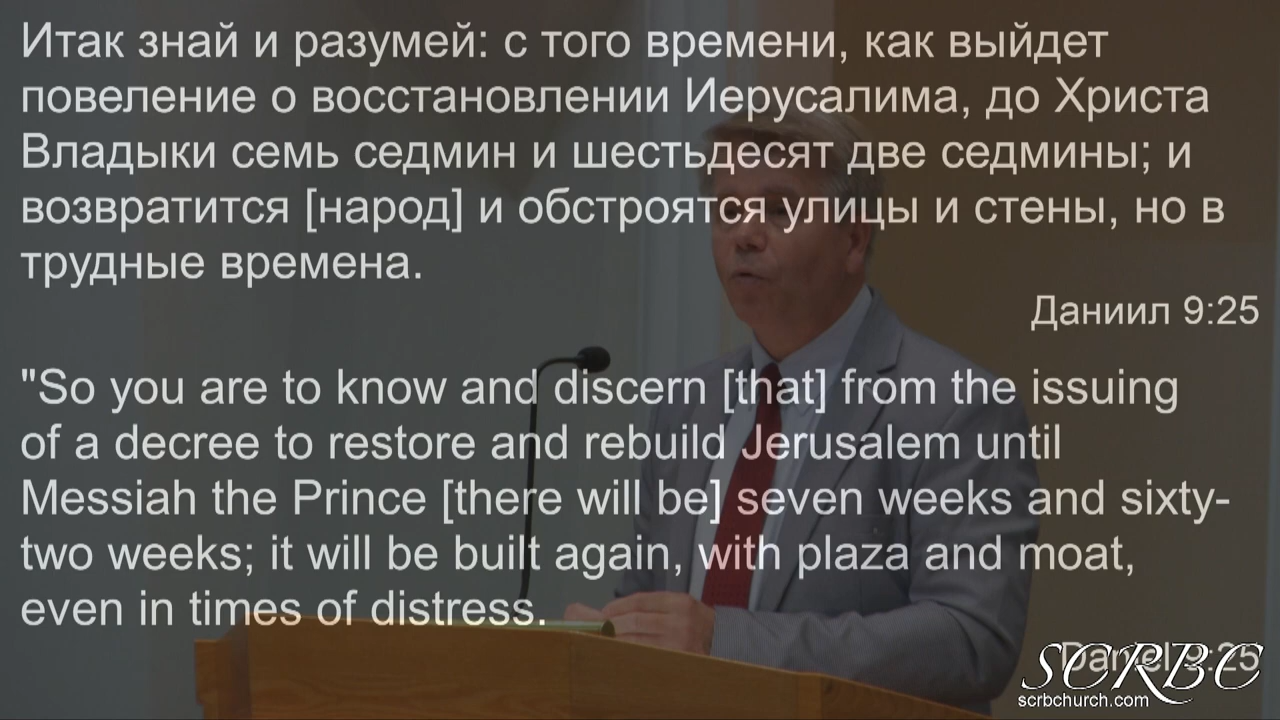 Итак знай и разумей: с того времени, как выйдет
повеление о восстановлении Иерусалима, до Христа
Владыки семь седмин и шестьдесят две седмины; и
возвратится [народ] и обстроятся улицы и стены, но в
трудные времена.
Даниил 9:25
"So you are to know and discern [that] from the issuing
of a decree to restore and rebuild Jerusalem until
Messiah the Prince [there will be] seven weeks and sixty-
two weeks; it will be built again, with plaza and moat,
even in times of distress.
Daniel 9:25
SCRBC
scrbchurch.com